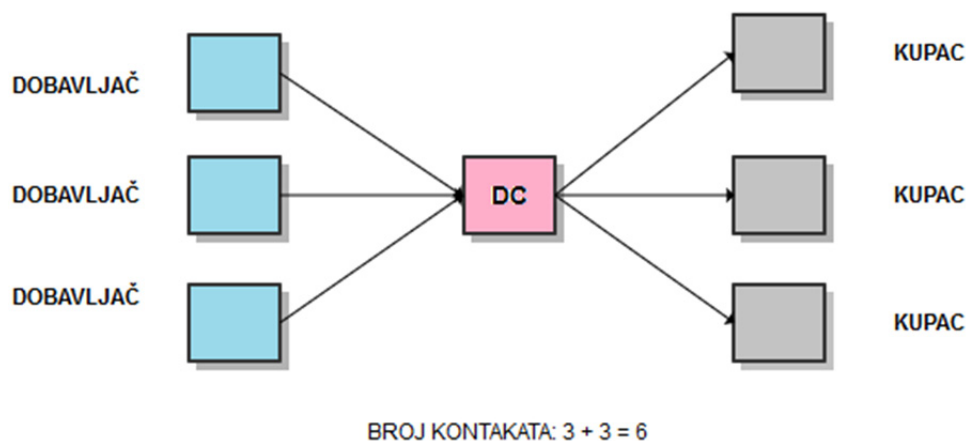 KUPAC
DOBAVLJAČ
DOBAVLJAČ
DC
KUPAC
DOBAVLJAČ
KUPAC
BROJ KONTAKATA: 3 + 3 = 6